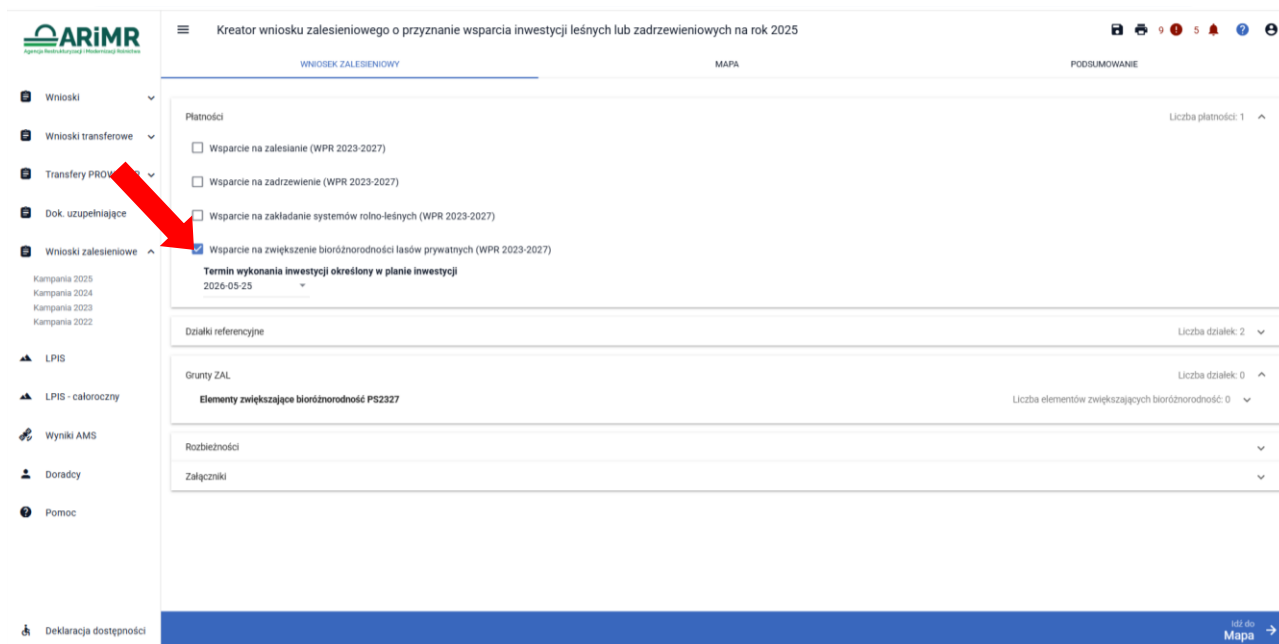 ARiMR
Agencja Restrukturyzacji i Modernizacji Rolnictwa
Kreator wniosku zalesieniowego o przyznanie wsparcia inwestycji leśnych lub zadrzewieniowych na rok 2025
9 5
WNIOSEK ZALESIENIOWY MAPA PODSUMOWANIE
Wnioski
Wnioski transferowe
Transfery
Dok. uzupełniające
Wnioski zalesieniowe
Kampania 2025
Kampania 2024
Kampania 2023
Kampania 2022
LPIS
LPIS - całoroczny
Wyniki AMS
Doradcy
Pomoc
Deklaracja dostępności
Płatności Liczba płatności: 1
Wsparcie na zalesianie (WPR 2023-2027)
Wsparcie na zadrzewienie (WPR 2023-2027)
Wsparcie na zakładanie systemów rolno-leśnych (WPR 2023-2027)
Wsparcie na zwiększenie bioróżnorodności lasów prywatnych (WPR 2023-2027)
Termin wykonania inwestycji określony w planie inwestycji
2026-05-25
Działki referencyjne Liczba działek: 2
Grunty ZAL Liczba działek: 0
Elementy zwiększające bioróżnorodność PS2327 Liczba elementów zwiększających bioróżnorodność: 0
Rozbieżności
Załączniki
Idź do
Mapa